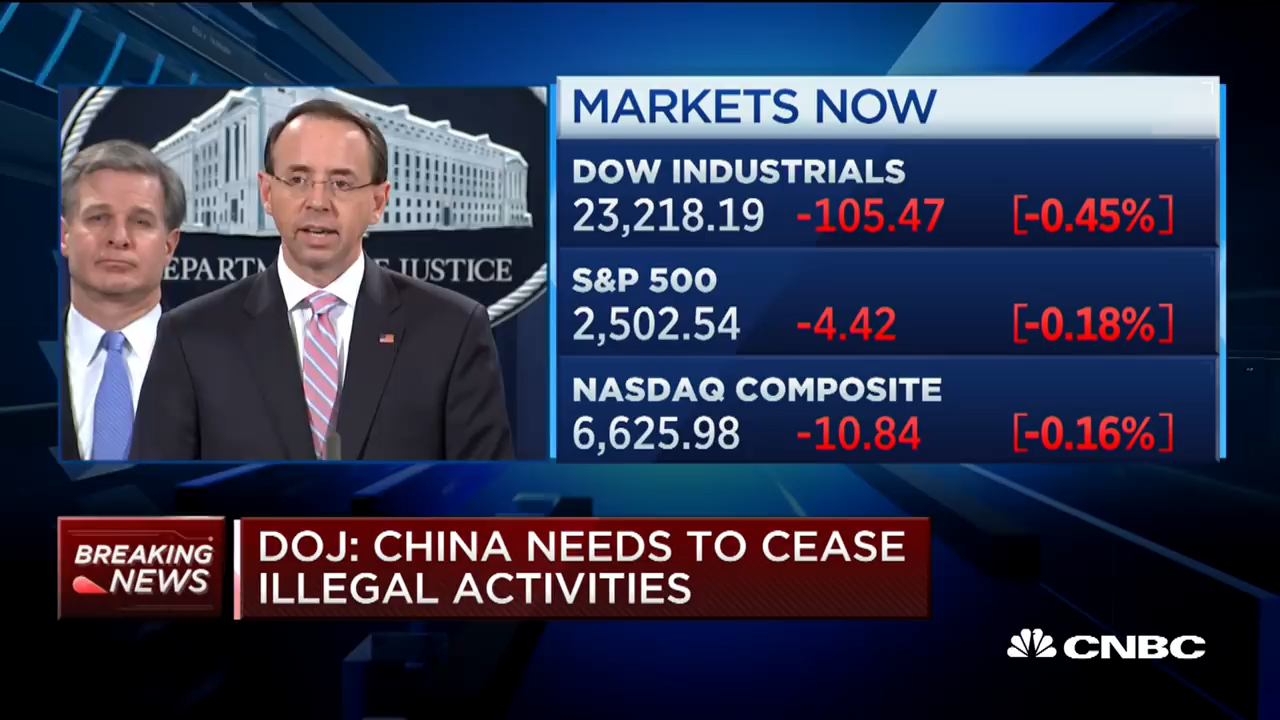 EPARTM E JUSTICE
MARKETS NOW
DOW INDUSTRIALS
23,218.19 -105.47 [-0.45%]
S&P 500
2,502.54 -4.42 [-0.18%]
NASDAQ COMPOSITE
6,625.98 -10.84 [-0.16%]
BREAKING
NEWS
DOJ: CHINA NEEDS TO CEASE
ILLEGAL ACTIVITIES
CNBC